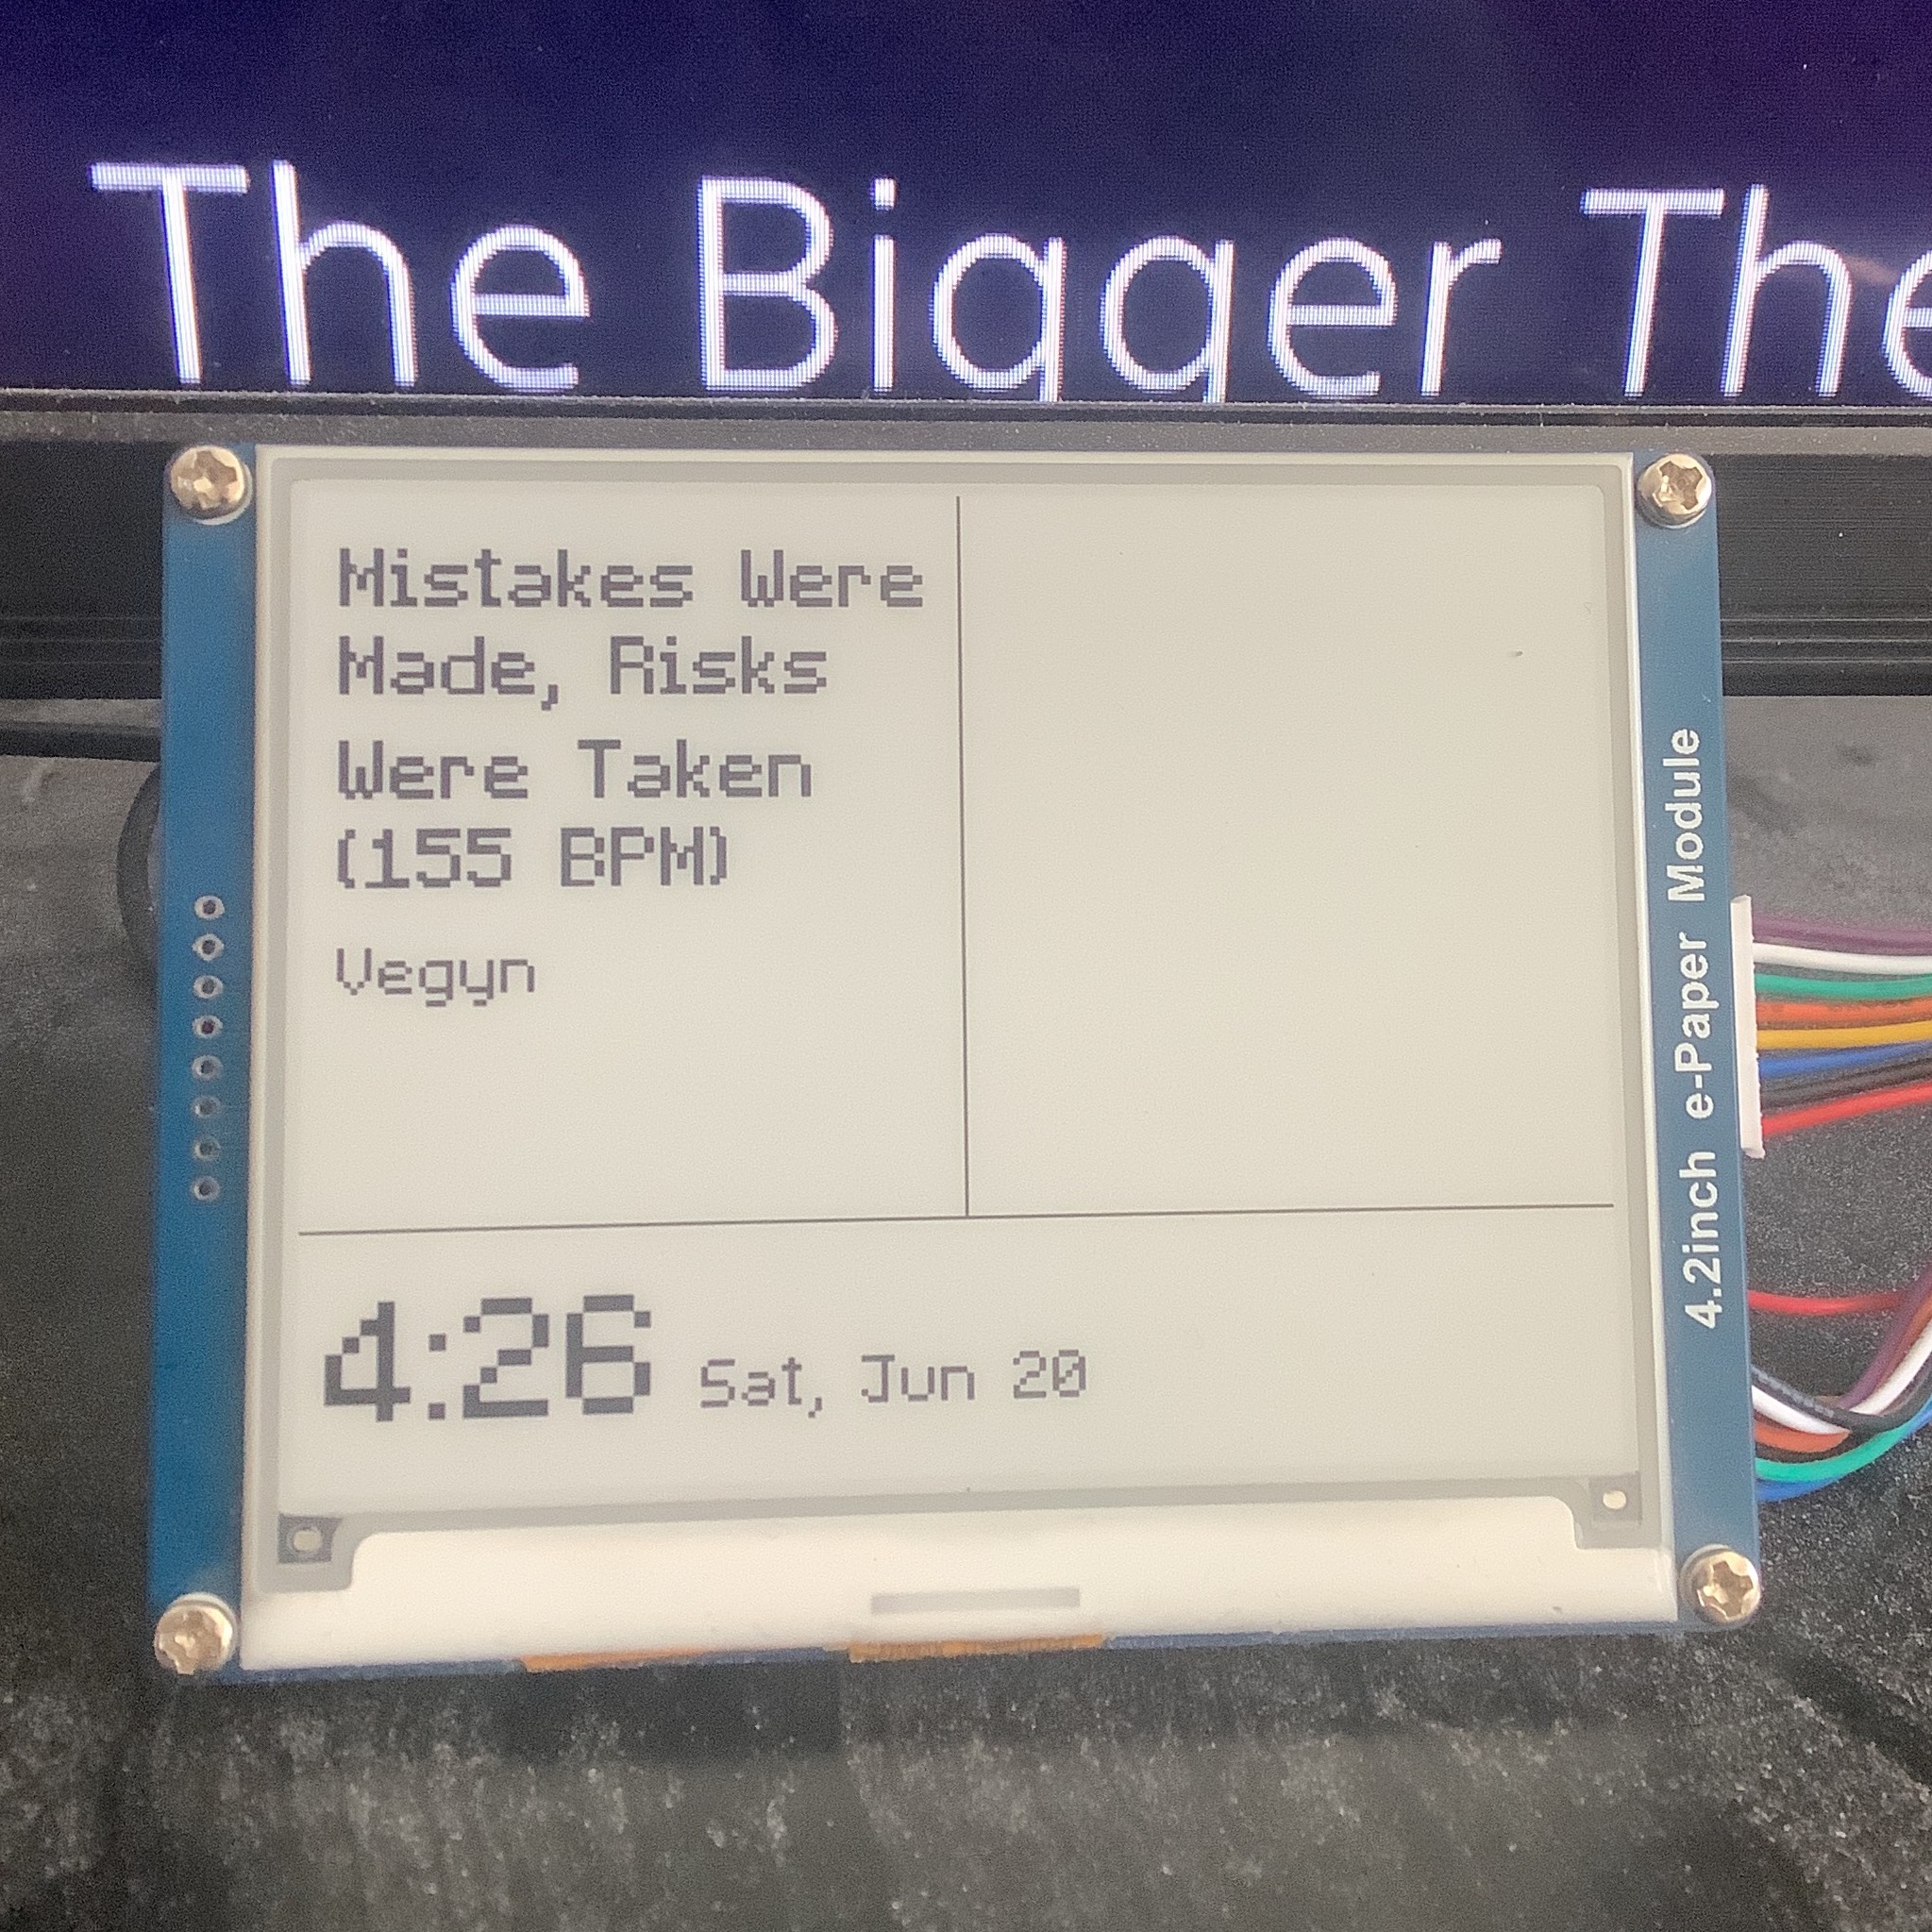 The Bigger The
Mistakes Were
Made, Risks
Were Taken
(155 BPM)
Vegyn
4:26 Sat, Jun 20
4.2inch e-Paper Module